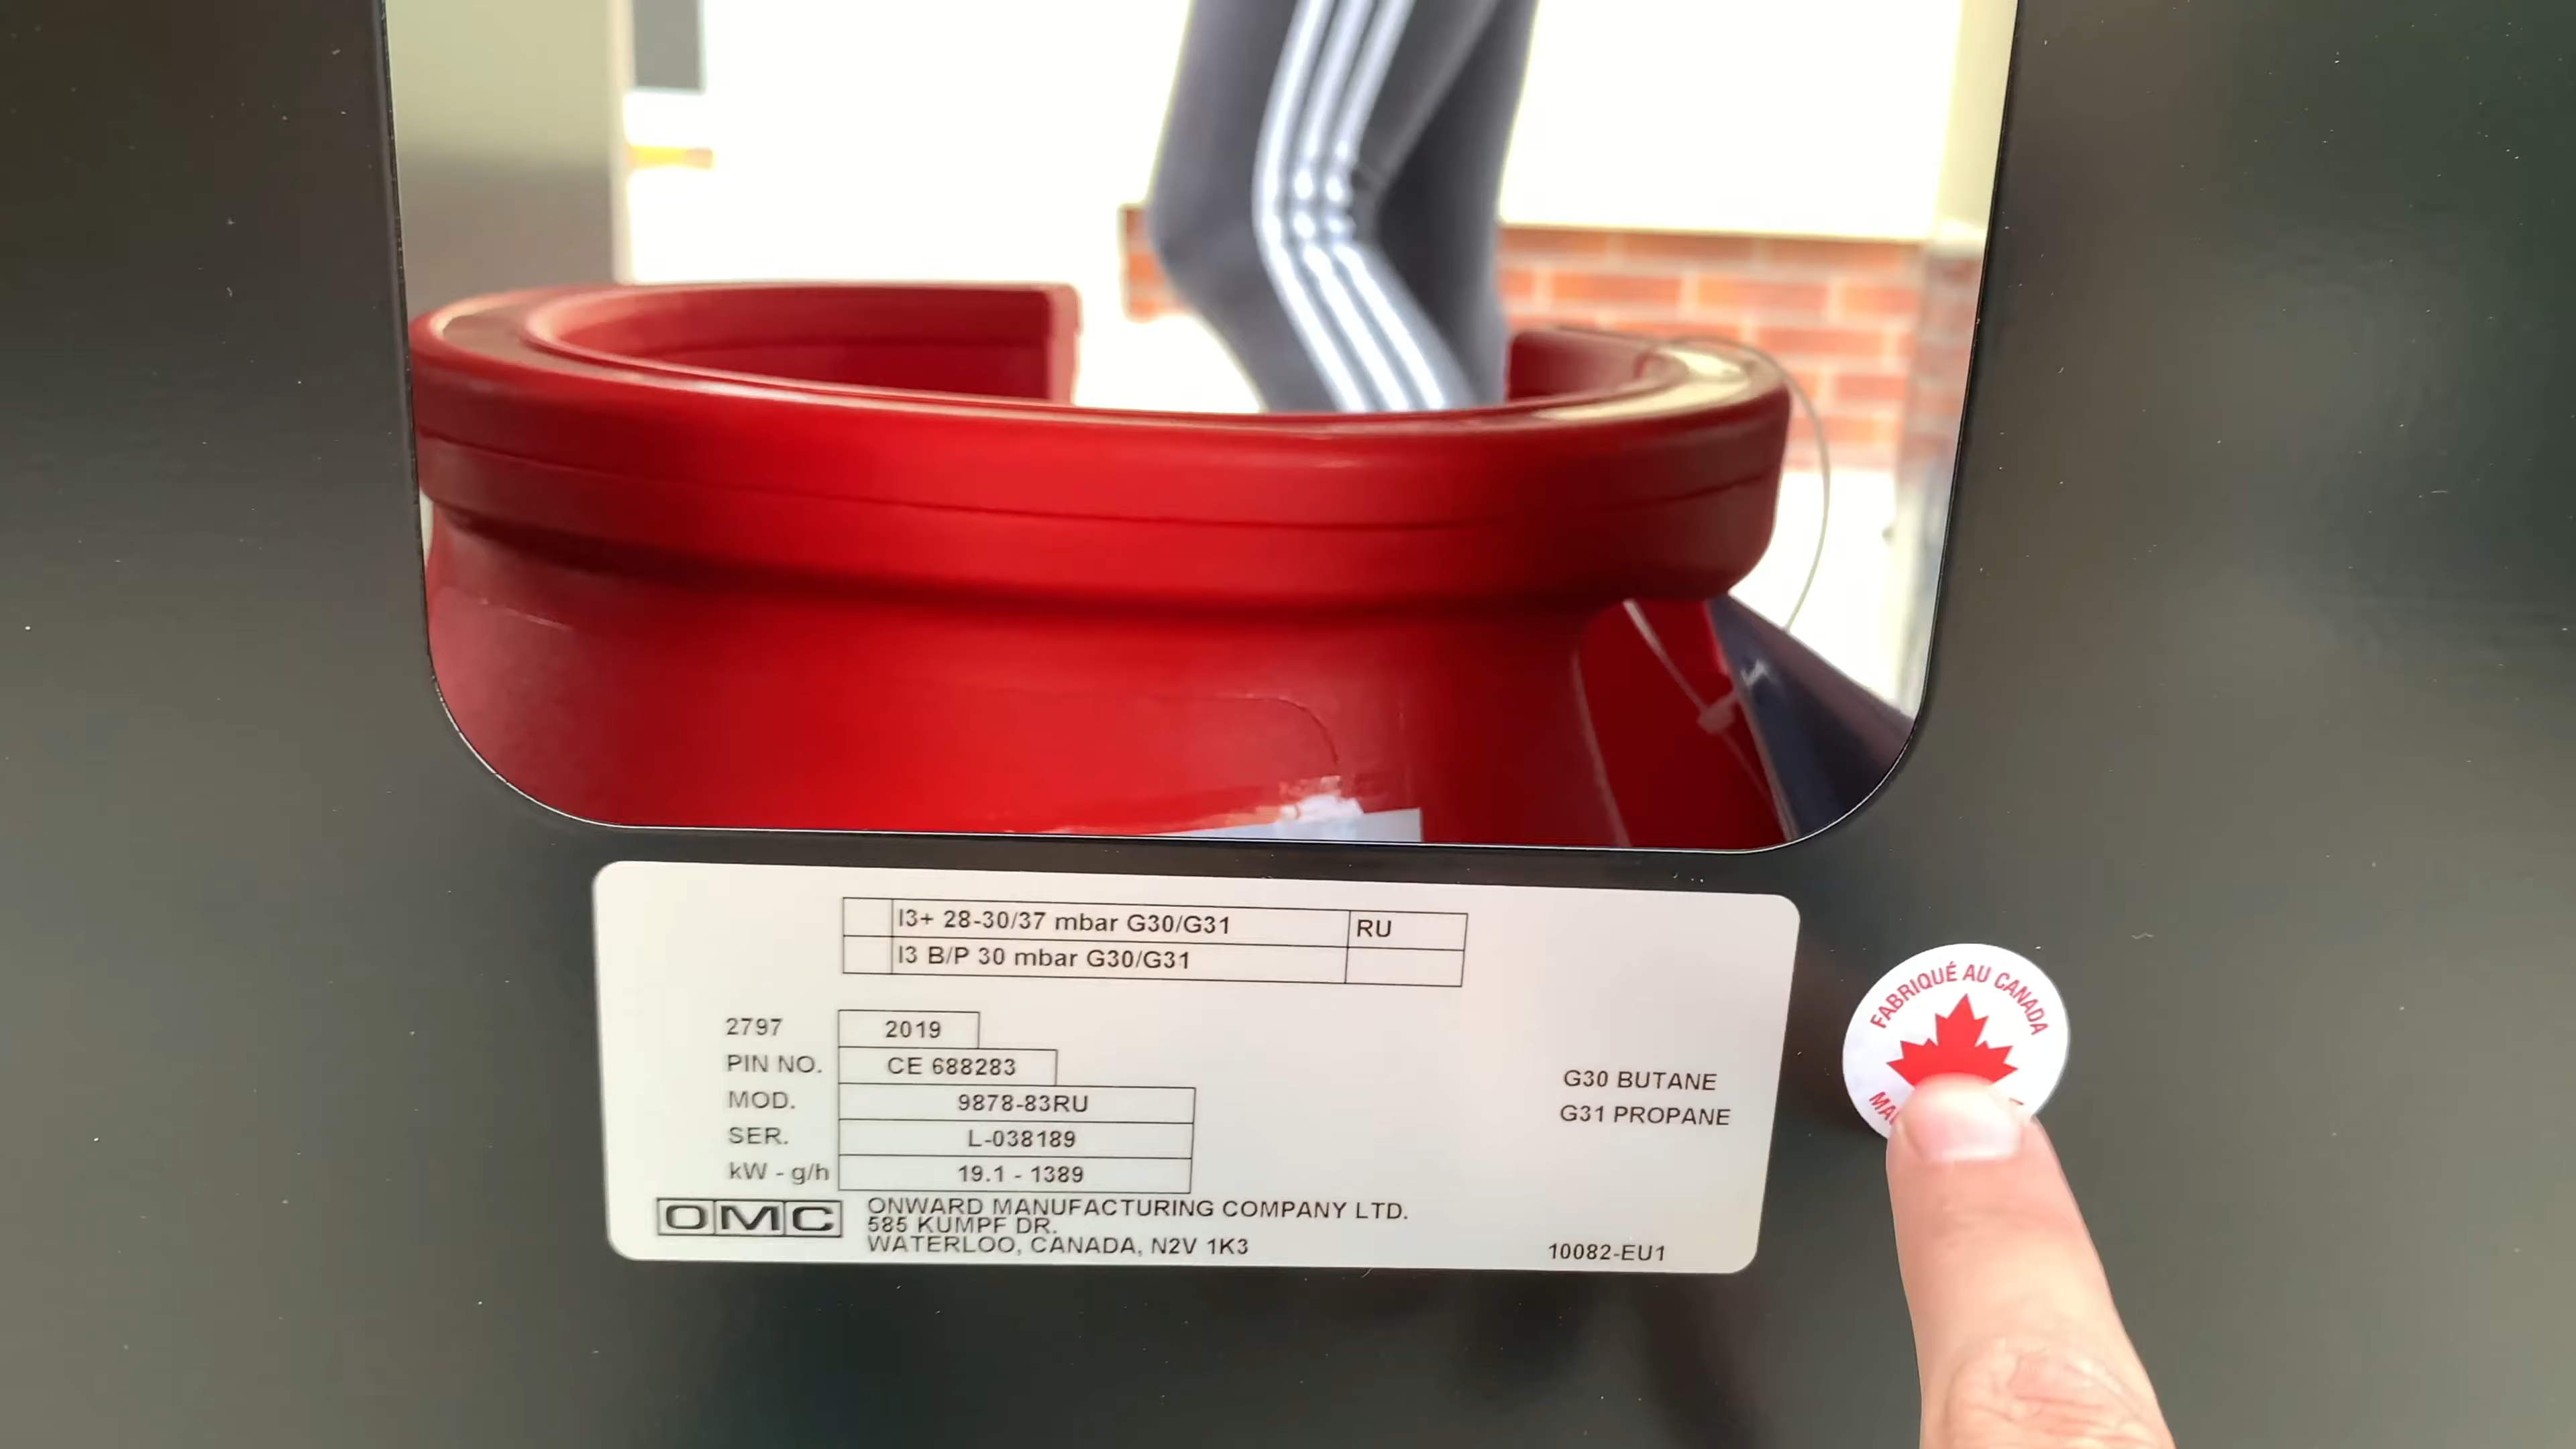 I3+ 28-30/37 mbar G30/G31 RU
I3 B/P 30 mbar G30/G31
2797 2019
PIN NO. CE 688283
MOD. 9878-83RU
SER. L-038189
kW - g/h 19.1 - 1389
G30 BUTANE
G31 PROPANE
OMC
ONWARD MANUFACTURING COMPANY LTD.
585 KUMPF DR.
WATERLOO, CANADA, N2V 1K3
10082-EU1
FABRIQUÉ AU CANADA